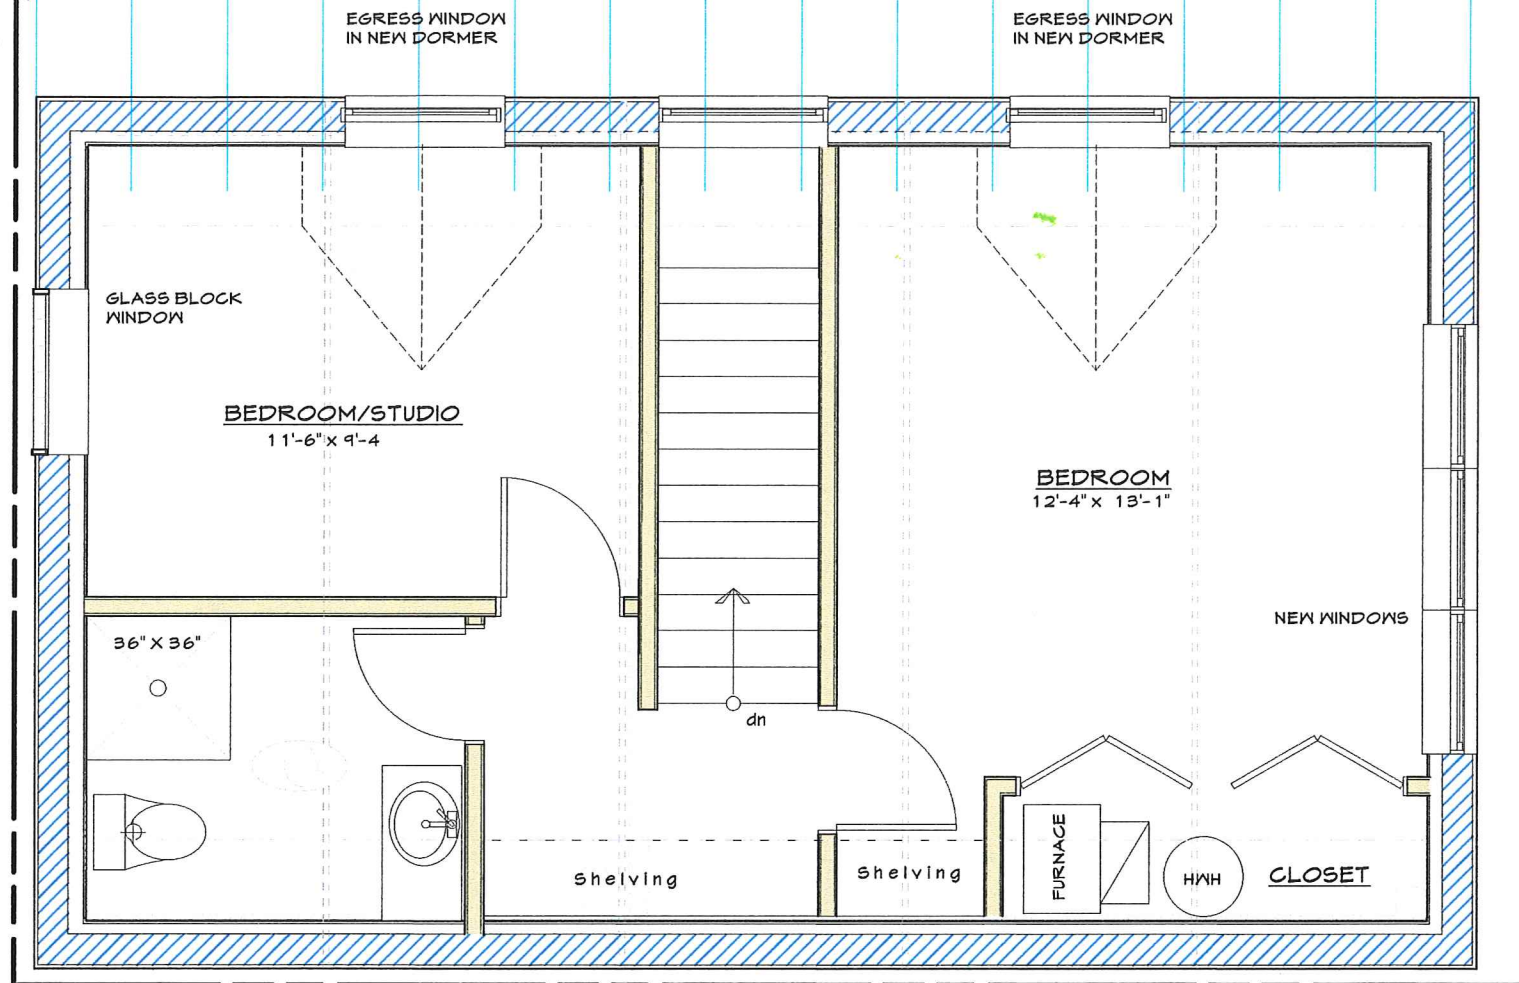 EGRESS WINDOW
IN NEW DORMER
EGRESS WINDOW
IN NEW DORMER
GLASS BLOCK
WINDOW
BEDROOM/STUDIO
11'-6" x 9'-4
BEDROOM
12'-4" x 13'-1"
NEW WINDOWS
36" X 36"
dn
Shelving
Shelving
FURNACE
HWH
CLOSET